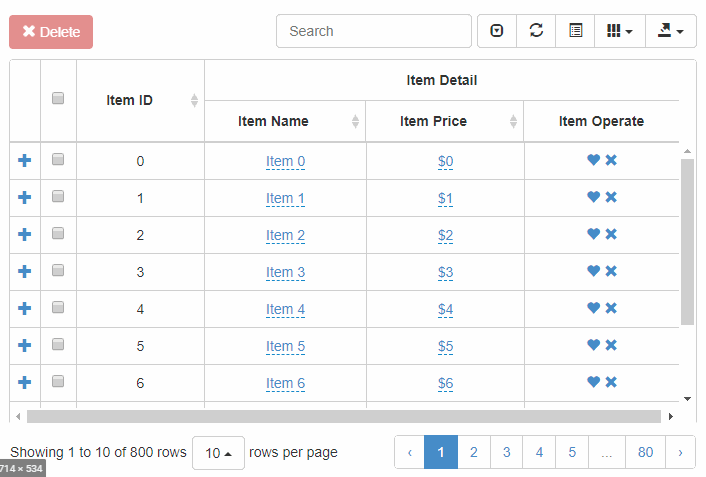 Delete Search
Item Detail
Item ID
Item Name Item Price Item Operate
0 Item 0 $0
1 Item 1 $1
2 Item 2 $2
3 Item 3 $3
4 Item 4 $4
5 Item 5 $5
6 Item 6 $6
Showing 1 to 10 of 800 rows 10 rows per page ‹ 1 2 3 4 5 ... 80 ›
714 × 534